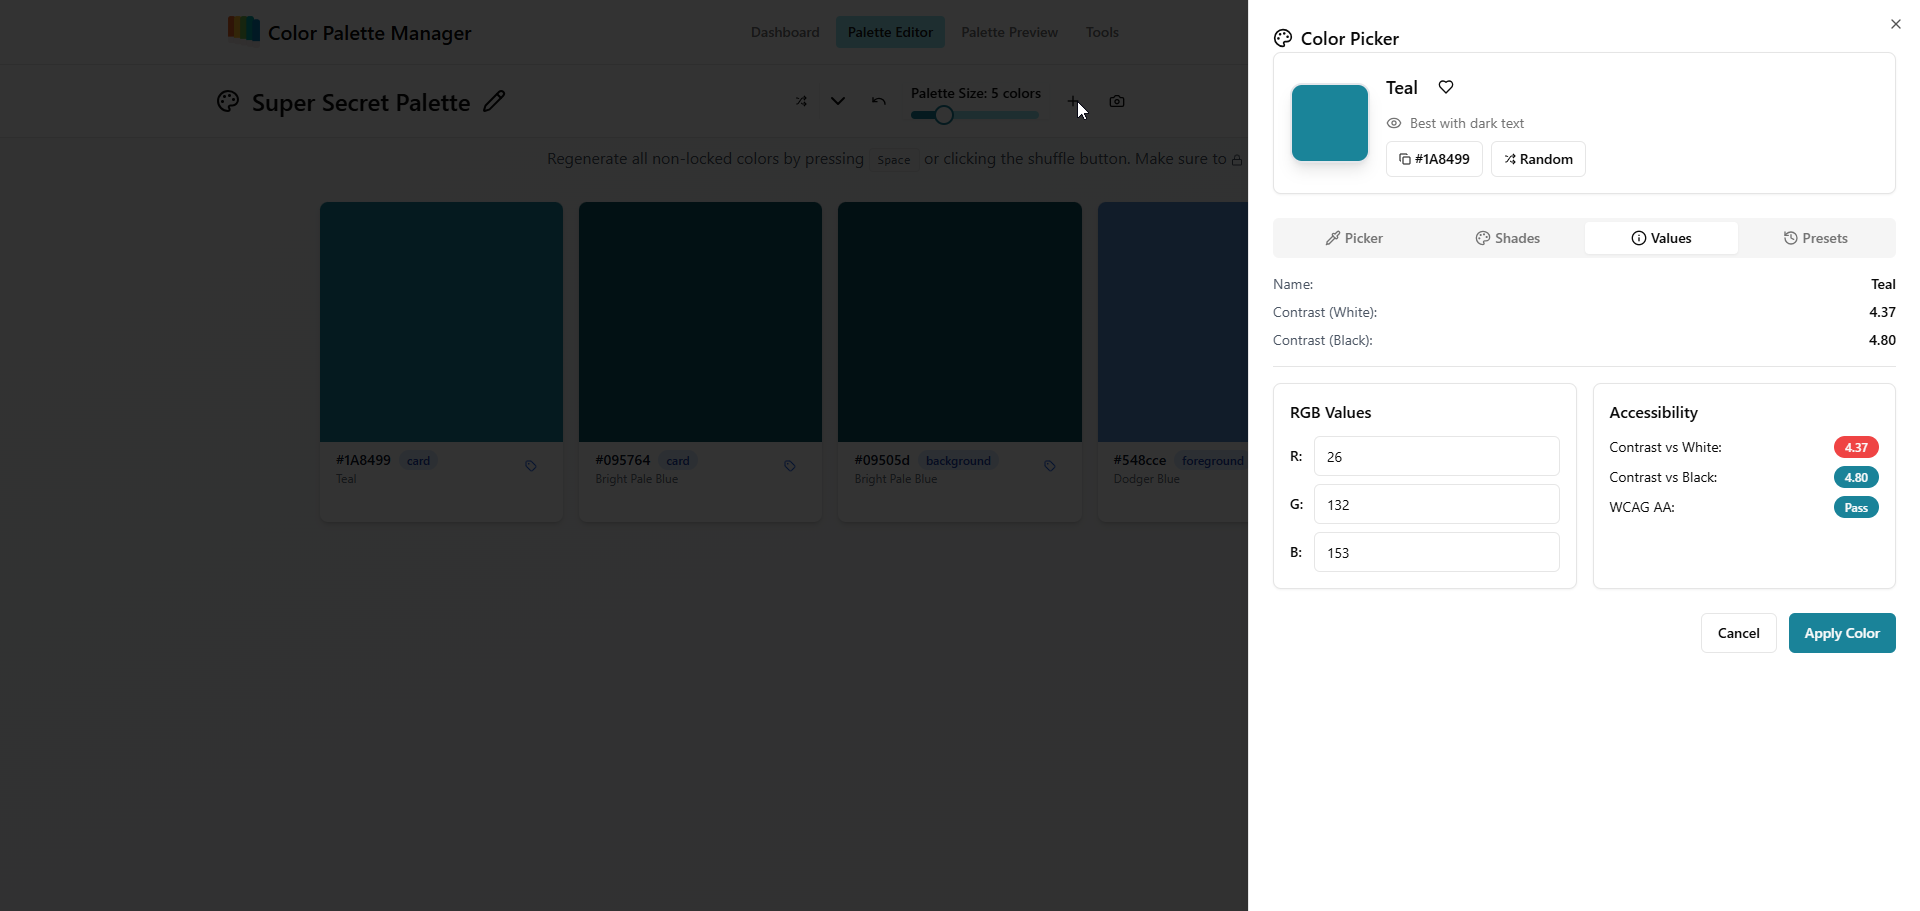 Color Palette Manager
Dashboard
Palette Editor
Palette Preview
Tools
Super Secret Palette
Palette Size: 5 colors
Regenerate all non-locked colors by pressing Space or clicking the shuffle button. Make sure to
#1A8499 card
Teal
#095764 card
Bright Pale Blue
#09505d background
Bright Pale Blue
#548cce foreground
Dodger Blue
Color Picker
Teal
Best with dark text
#1A8499
Random
Picker
Shades
Values
Presets
Name: Teal
Contrast (White): 4.37
Contrast (Black): 4.80
RGB Values
R: 26
G: 132
B: 153
Accessibility
Contrast vs White: 4.37
Contrast vs Black: 4.80
WCAG AA: Pass
Cancel
Apply Color